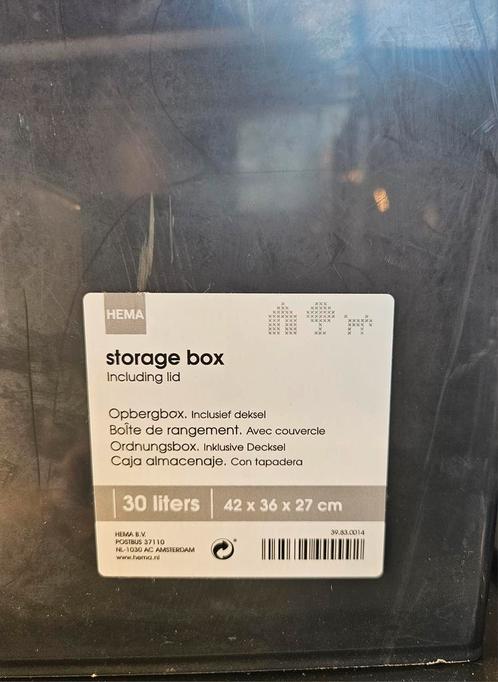 HEMA
storage box
Including lid
Opbergbox. Inclusief deksel
Boîte de rangement. Avec couvercle
Ordnungsbox. Inklusive Decksel
Caja almacenaje. Con tapadera
30 liters | 42 x 36 x 27 cm
HEMA B.V.
POSTBUS 37110
NL-1030 AC AMSTERDAM
www.hema.nl
39.83.0014